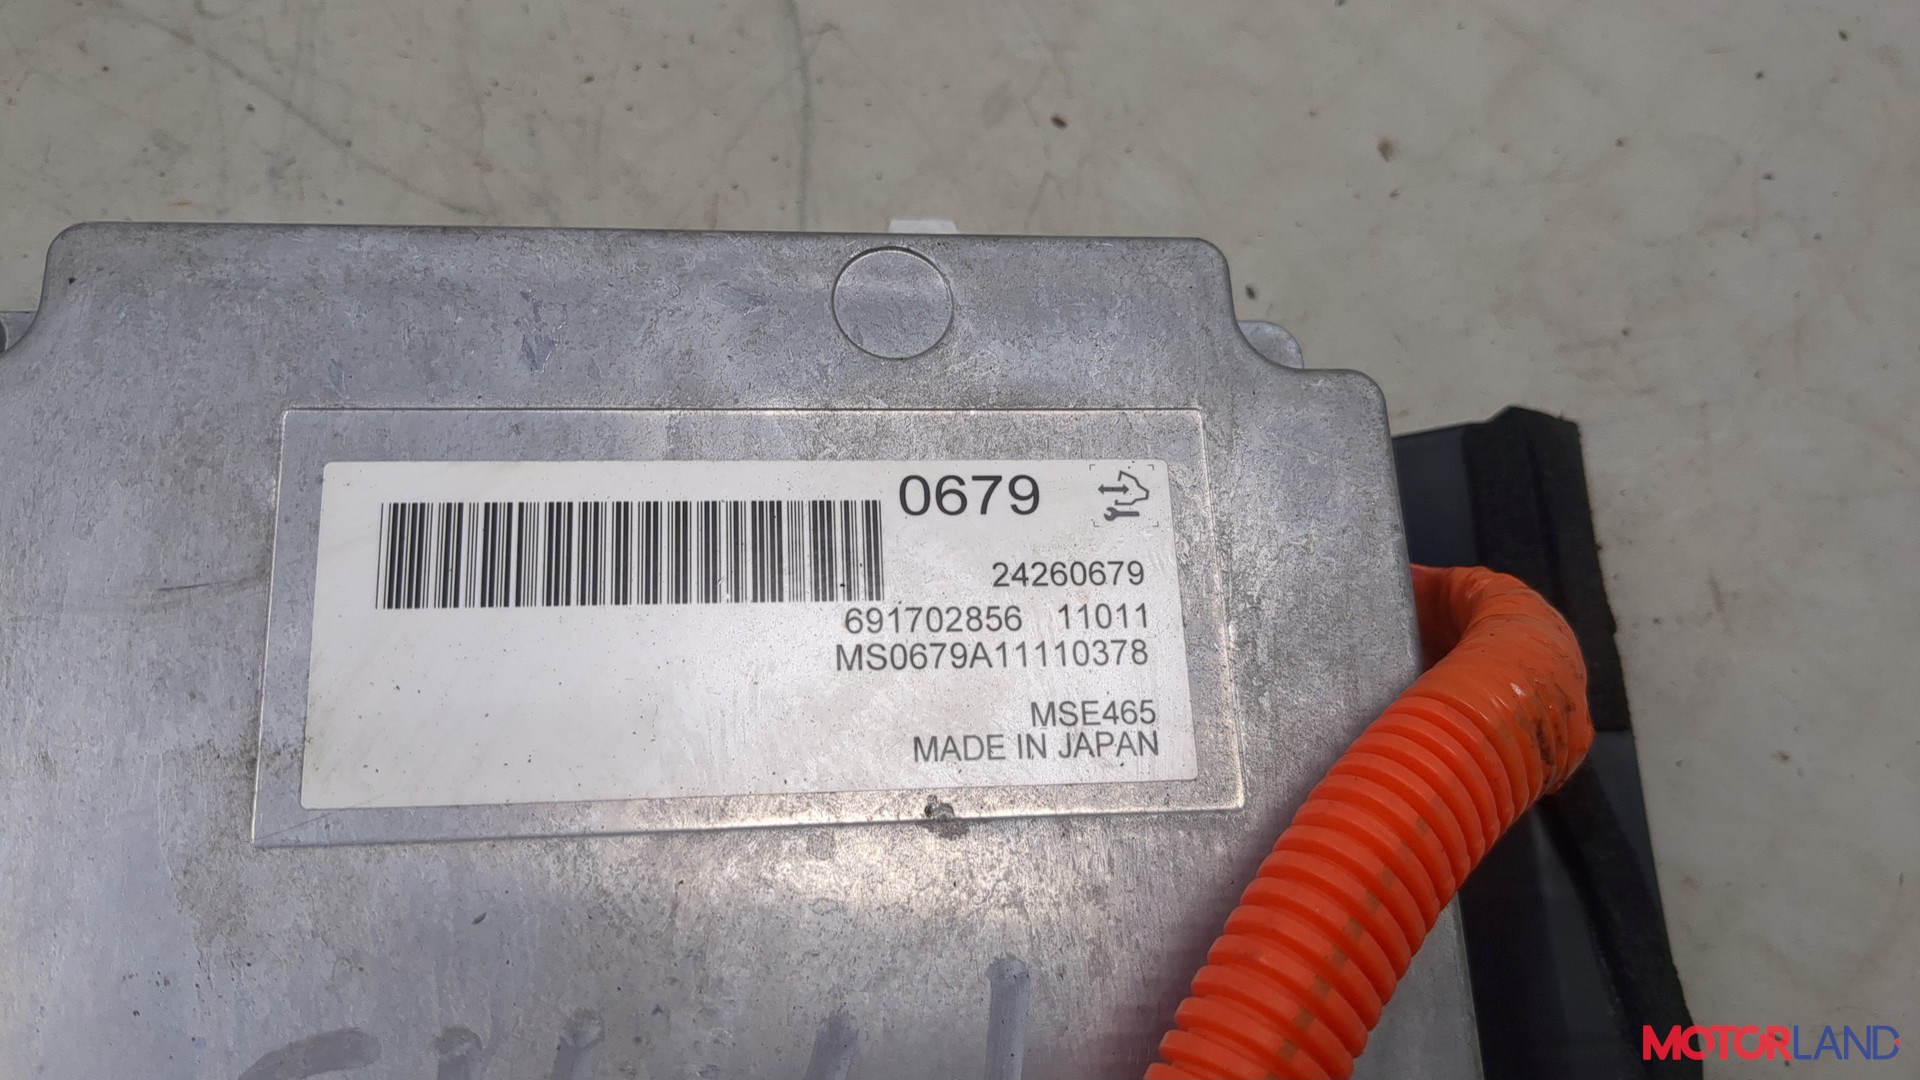 0679
24260679
691702856 11011
MS0679A11110378
MSE465
MADE IN JAPAN
MOTORLAND